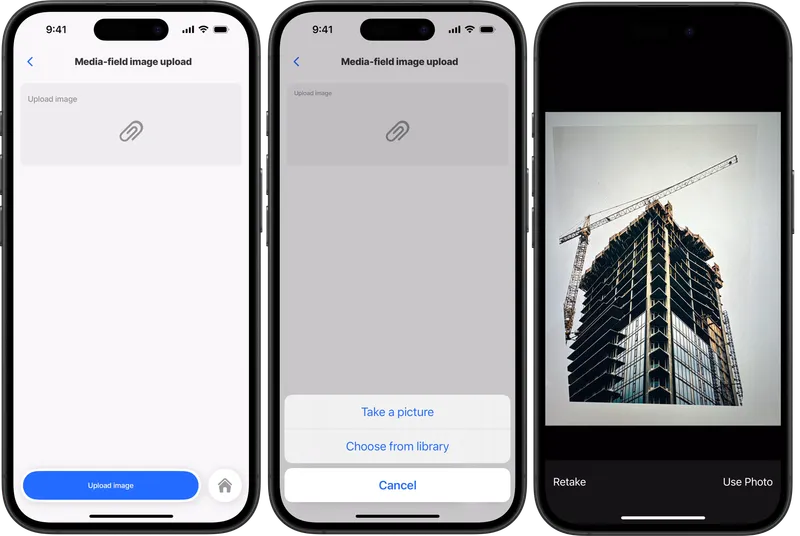 9:41
Media-field image upload
Upload image
Upload image
9:41
Media-field image upload
Upload image
Take a picture
Choose from library
Cancel
Retake
Use Photo